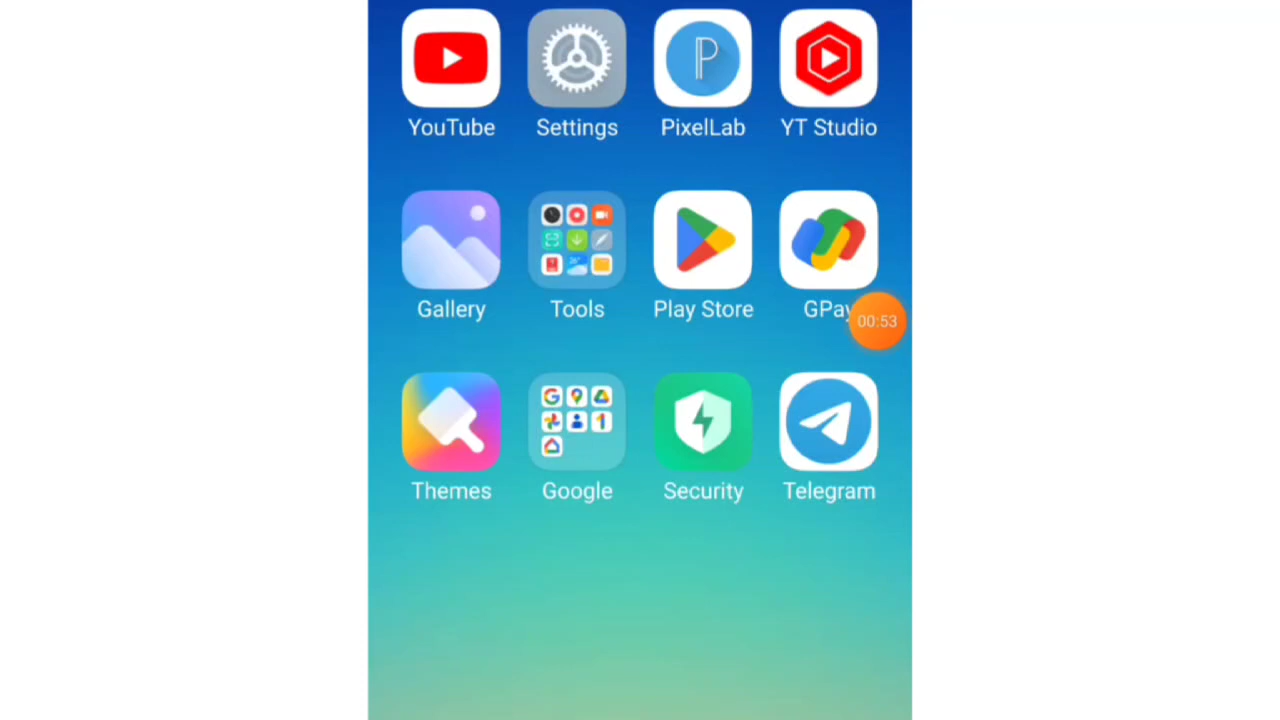 YouTube Settings PixelLab YT Studio
Gallery Tools Play Store GPay
00:53
Themes Google Security Telegram